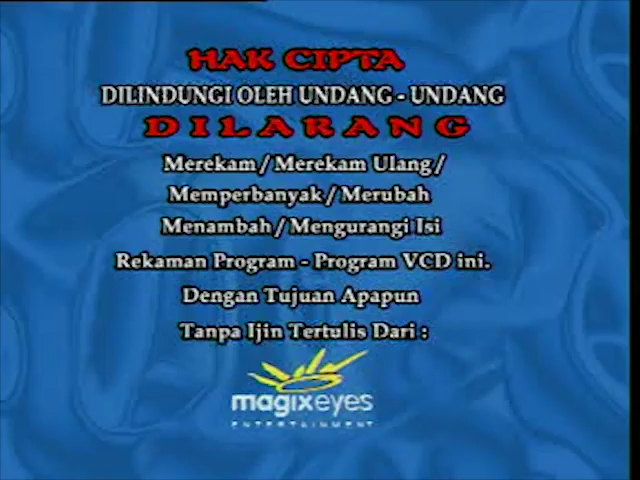 HAK CIPTA
DILINDUNGI OLEH UNDANG - UNDANG
DILARANG
Merekam / Merekam Ulang /
Memperbanyak / Merubah
Menambah / Mengurangi Isi
Rekaman Program - Program VCD ini.
Dengan Tujuan Apapun
Tanpa Ijin Tertulis Dari :
magixeyes
ENTERTAINMENT